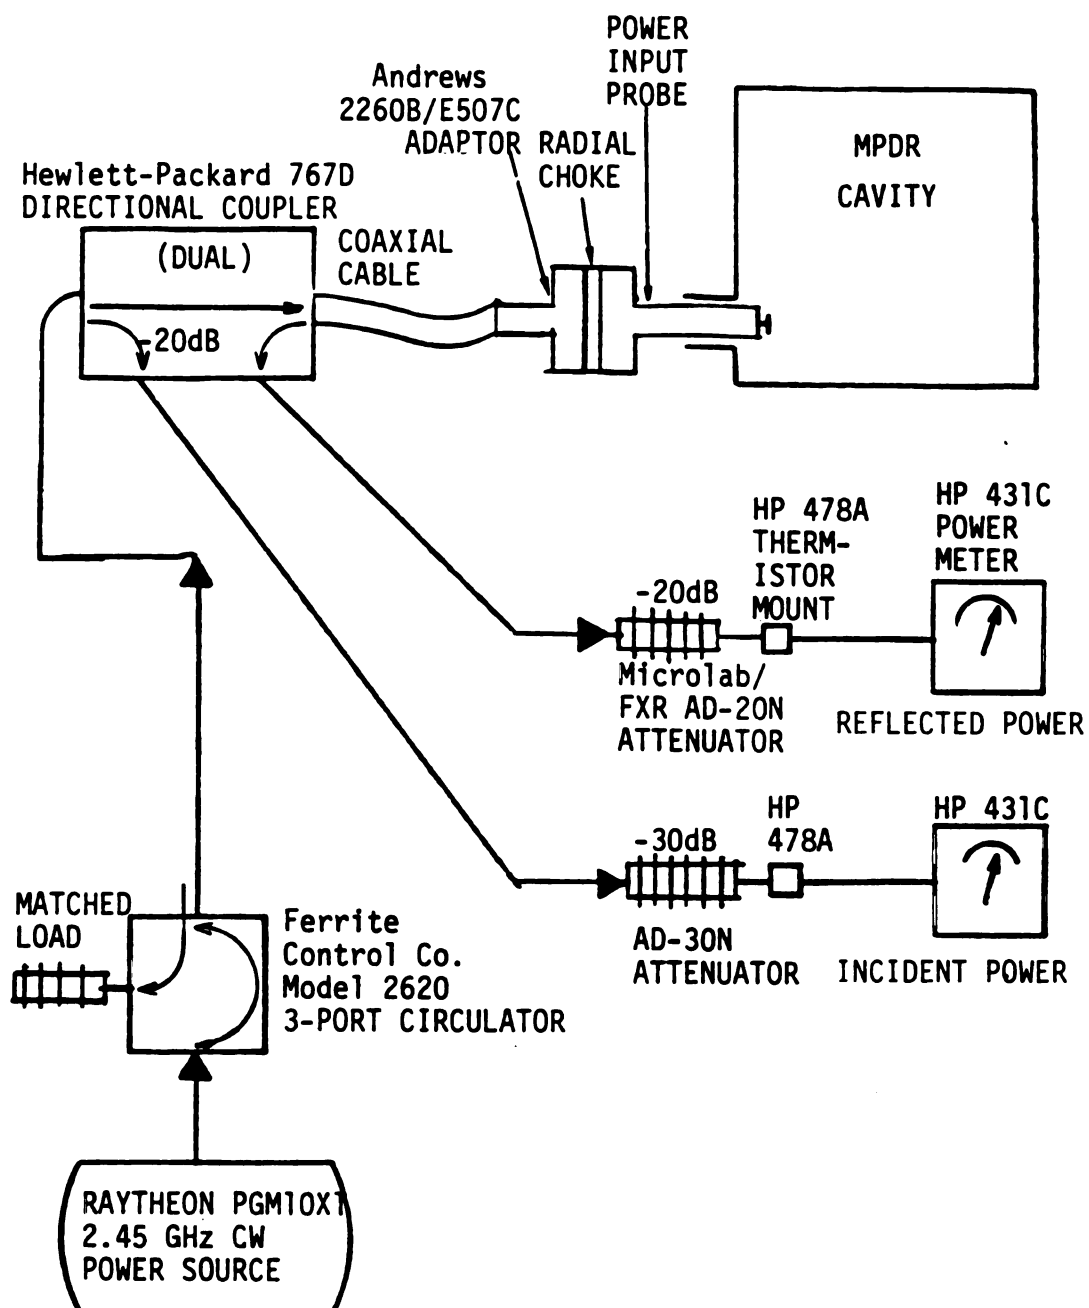 POWER
INPUT
PROBE
Andrews
2260B/E507C
ADAPTOR
RADIAL
CHOKE
MPDR
CAVITY
Hewlett-Packard 767D
DIRECTIONAL COUPLER
(DUAL)
COAXIAL
CABLE
-20dB
HP 478A
THERM-
ISTOR
MOUNT
HP 431C
POWER
METER
-20dB
Microlab/
FXR AD-20N
ATTENUATOR
REFLECTED POWER
HP
478A
HP 431C
-30dB
AD-30N
ATTENUATOR
INCIDENT POWER
MATCHED
LOAD
Ferrite
Control Co.
Model 2620
3-PORT CIRCULATOR
RAYTHEON PGM10X1
2.45 GHz CW
POWER SOURCE